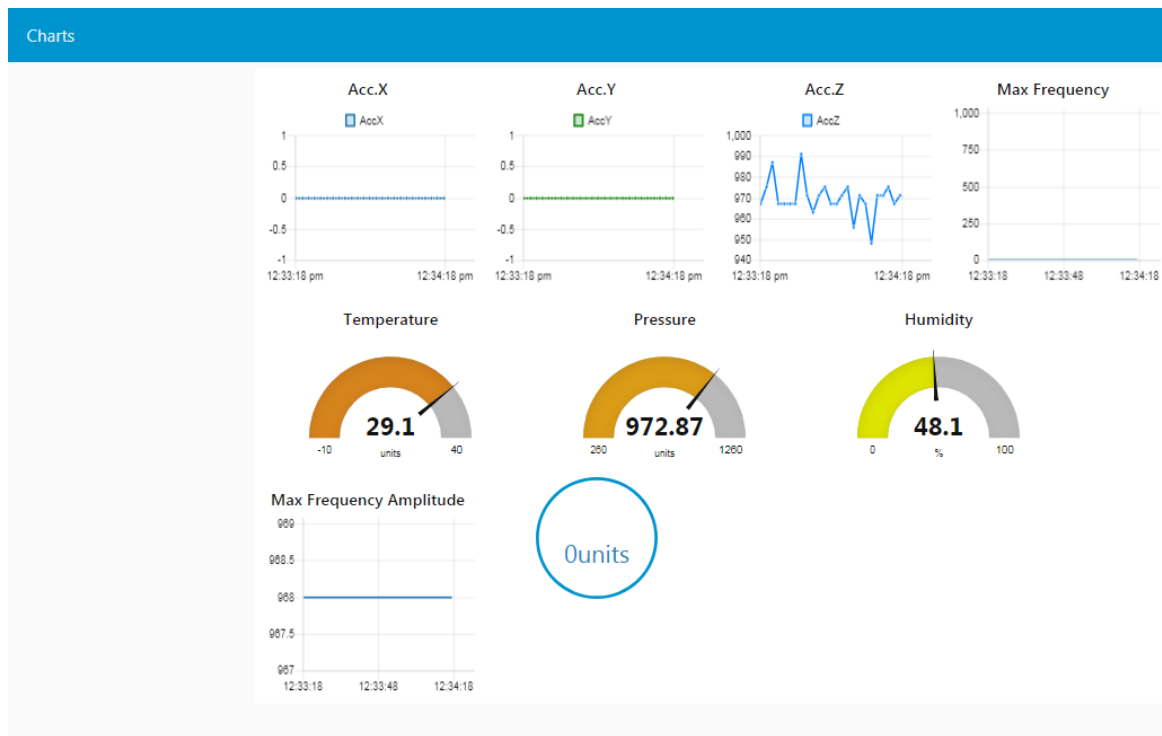 Charts
Acc.X
AccX
1
0.5
0
-0.5
-1
12:33:18 pm
12:34:18 pm
Acc.Y
AccY
1
0.5
0
-0.5
-1
12:33:18 pm
12:34:18 pm
Acc.Z
AccZ
1,000
990
980
970
960
950
940
12:33:18 pm
12:34:18 pm
Max Frequency
1,000
750
500
250
0
12:33:18
12:33:48
12:34:18
Temperature
29.1
-10
units
40
Pressure
972.87
260
units
1260
Humidity
48.1
0
%
100
Max Frequency Amplitude
969
968.5
968
967.5
967
12:33:18
12:33:48
12:34:18
0units